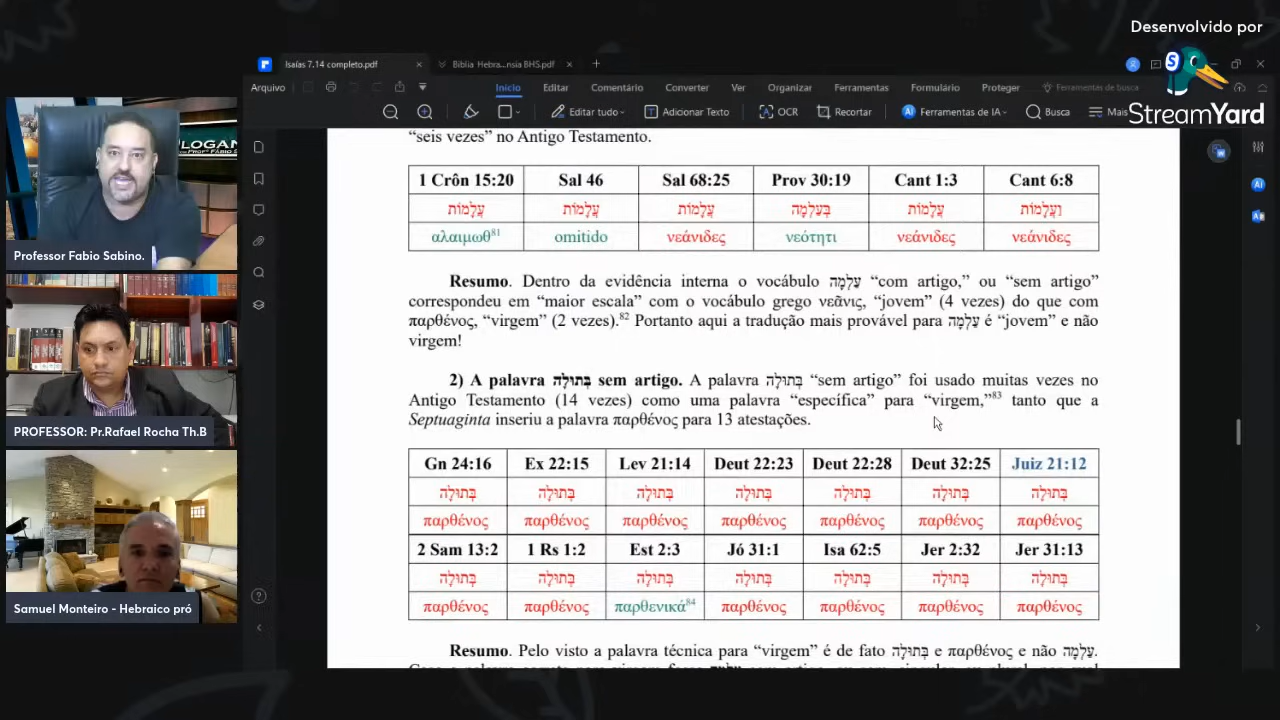 Desenvolvido por
StreamYard
Isaías 7.14 completo.pdf
Bíblia Hebra...nsia BHS.pdf
Arquivo
Início
Editar
Comentário
Converter
Ver
Organizar
Ferramentas
Formulário
Proteger
Ferramentas de busca
Editar tudo
Adicionar Texto
OCR
Recortar
Ferramentas de IA
Busca
Mais
LOGAN
Professor Fabio Sabino.
PROFESSOR: Pr.Rafael Rocha Th.B
Samuel Monteiro - Hebraico pró
“seis vezes” no Antigo Testamento.
1 Crôn 15:20 Sal 46 Sal 68:25 Prov 30:19 Cant 1:3 Cant 6:8
עֲלָמוֹת עֲלָמוֹת עֲלָמוֹת בְּעַלְמָה עֲלָמוֹת וַעֲלָמוֹת
αλαιμωθ81 omitido νεάνιδες νεότητι νεάνιδες νεάνιδες
Resumo. Dentro da evidência interna o vocábulo עַלְמָה “com artigo,” ou “sem artigo”
correspondeu em “maior escala” com o vocábulo grego νεᾶνις, “jovem” (4 vezes) do que com
παρθένος, “virgem” (2 vezes).82 Portanto aqui a tradução mais provável para עַלְמָה é “jovem” e não
virgem!
2) A palavra בְּתוּלָה sem artigo. A palavra בְּתוּלָה “sem artigo” foi usado muitas vezes no
Antigo Testamento (14 vezes) como uma palavra “específica” para “virgem,”83 tanto que a
Septuaginta inseriu a palavra παρθένος para 13 atestações.
Gn 24:16 Ex 22:15 Lev 21:14 Deut 22:23 Deut 22:28 Deut 32:25 Juiz 21:12
בְּתוּלָה בְּתוּלָה בְּתוּלָה בְּתוּלָה בְּתוּלָה בְּתוּלָה בְּתוּלָה
παρθένος παρθένος παρθένος παρθένος παρθένος παρθένος παρθένος
2 Sam 13:2 1 Rs 1:2 Est 2:3 Jó 31:1 Isa 62:5 Jer 2:32 Jer 31:13
בְּתוּלָה בְּתוּלָה בְּתוּלָה בְּתוּלָה בְּתוּלָה בְּתוּלָה בְּתוּלָה
παρθένος παρθένος παρθενικά84 παρθένος παρθένος παρθένος παρθένος
Resumo. Pelo visto a palavra técnica para “virgem” é de fato בְּתוּלָה e παρθένος e não עַלְמָה.